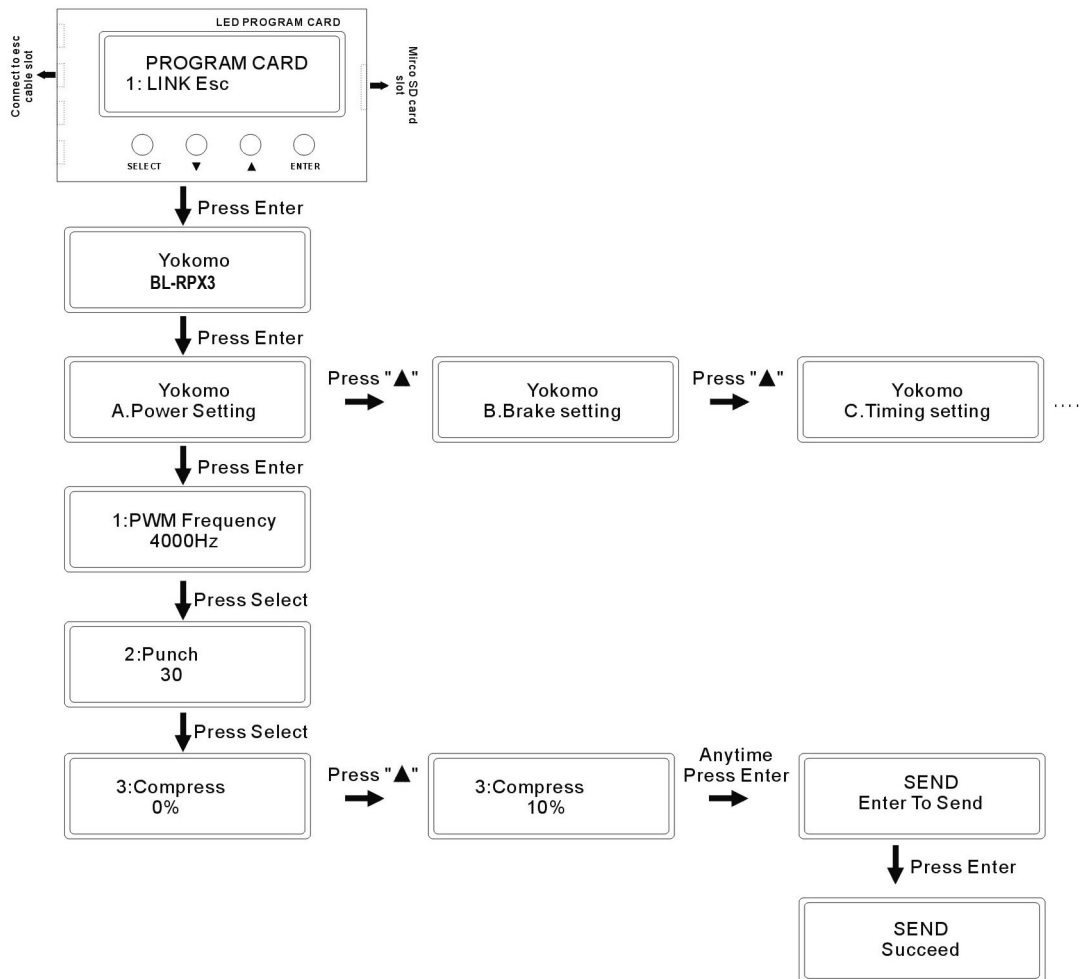 LED PROGRAM CARD
PROGRAM CARD
1: LINK Esc
Connect to esc
cable slot
Mirco SD card
slot
SELECT ▼ ▲ ENTER
Press Enter
Yokomo
BL-RPX3
Press Enter
Yokomo
A.Power Setting
Press "▲"
Yokomo
B.Brake setting
Press "▲"
Yokomo
C.Timing setting
....
Press Enter
1:PWM Frequency
4000Hz
Press Select
2:Punch
30
Press Select
3:Compress
0%
Press "▲"
3:Compress
10%
Anytime
Press Enter
SEND
Enter To Send
Press Enter
SEND
Succeed